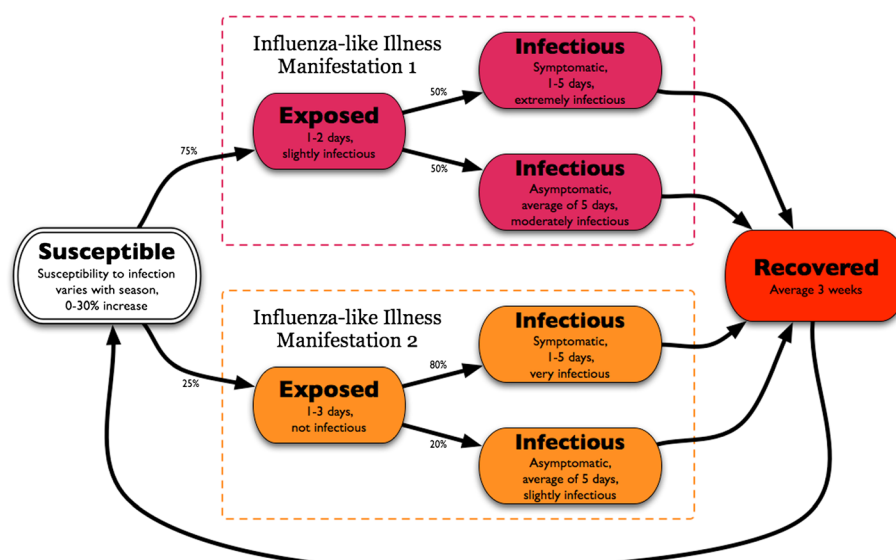 Influenza-like Illness
Manifestation 1
Infectious
Symptomatic,
1-5 days,
extremely infectious
50%
Exposed
1-2 days,
slightly infectious
75%
50%
Infectious
Asymptomatic,
average of 5 days,
moderately infectious
Susceptible
Susceptibility to infection
varies with season,
0-30% increase
Recovered
Average 3 weeks
Influenza-like Illness
Manifestation 2
Infectious
Symptomatic,
1-5 days,
very infectious
80%
25%
Exposed
1-3 days,
not infectious
20%
Infectious
Asymptomatic,
average of 5 days,
slightly infectious